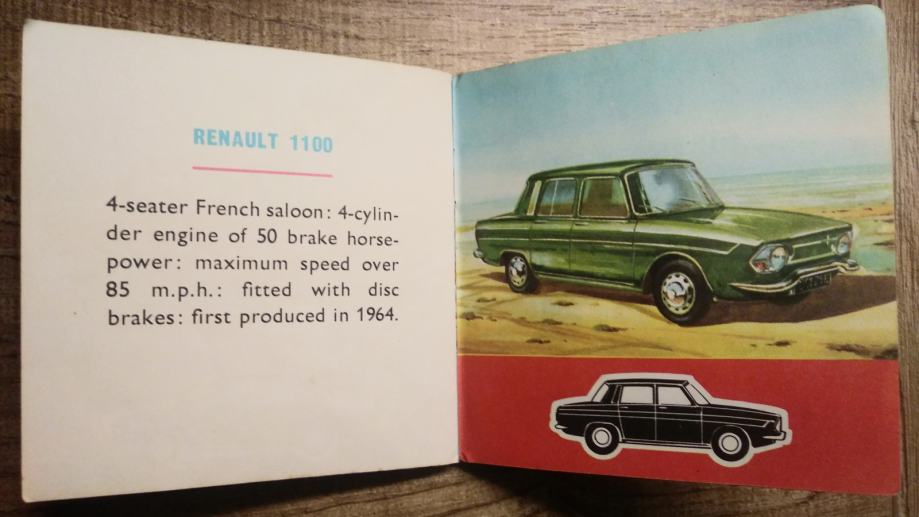 RENAULT 1100
4-seater French saloon: 4-cylin-
der engine of 50 brake horse-
power: maximum speed over
85 m.p.h.: fitted with disc
brakes: first produced in 1964.